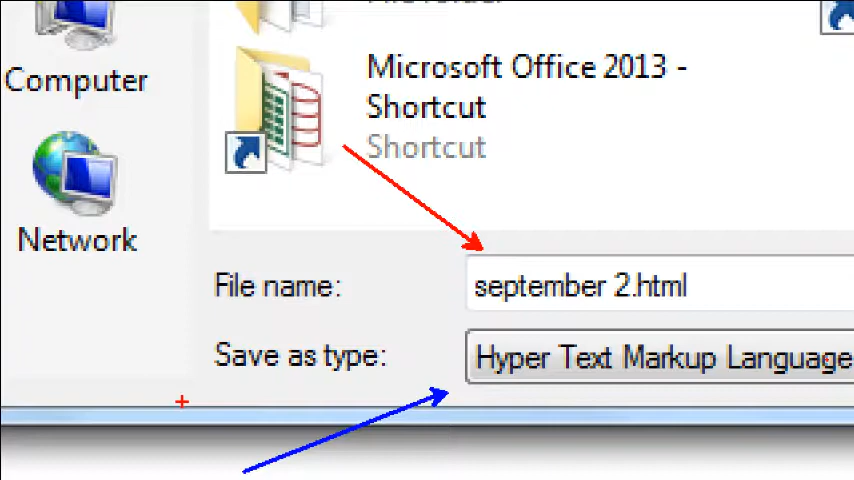 Computer
Microsoft Office 2013 -
Shortcut
Shortcut
Network
File name:
september 2.html
Save as type:
Hyper Text Markup Language